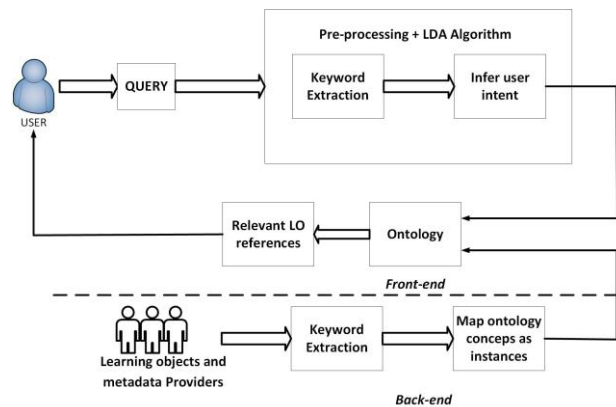 Pre-processing + LDA Algorithm
Keyword
Extraction
Infer user
intent
QUERY
USER
Relevant LO
references
Ontology
Front-end
Keyword
Extraction
Map ontology
conceps as
instances
Learning objects and
metadata Providers
Back-end